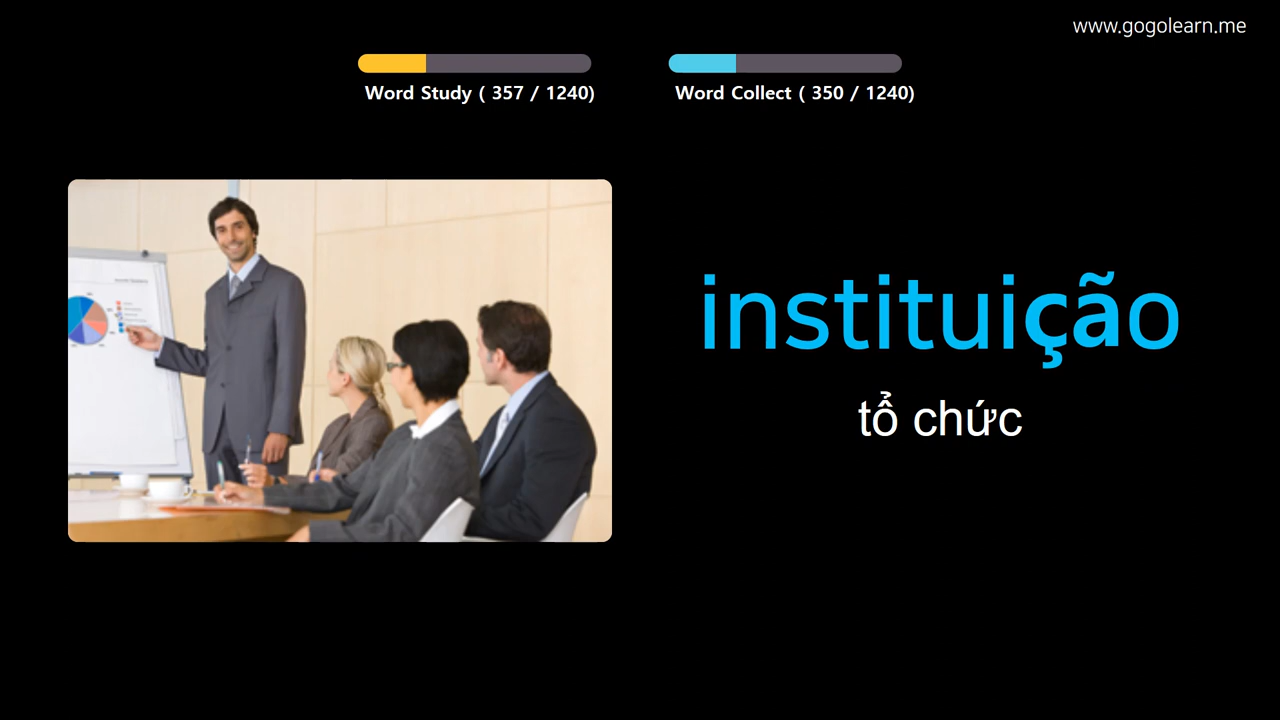 www.gogolearn.me
Word Study ( 357 / 1240)
Word Collect ( 350 / 1240)
instituição
tổ chức